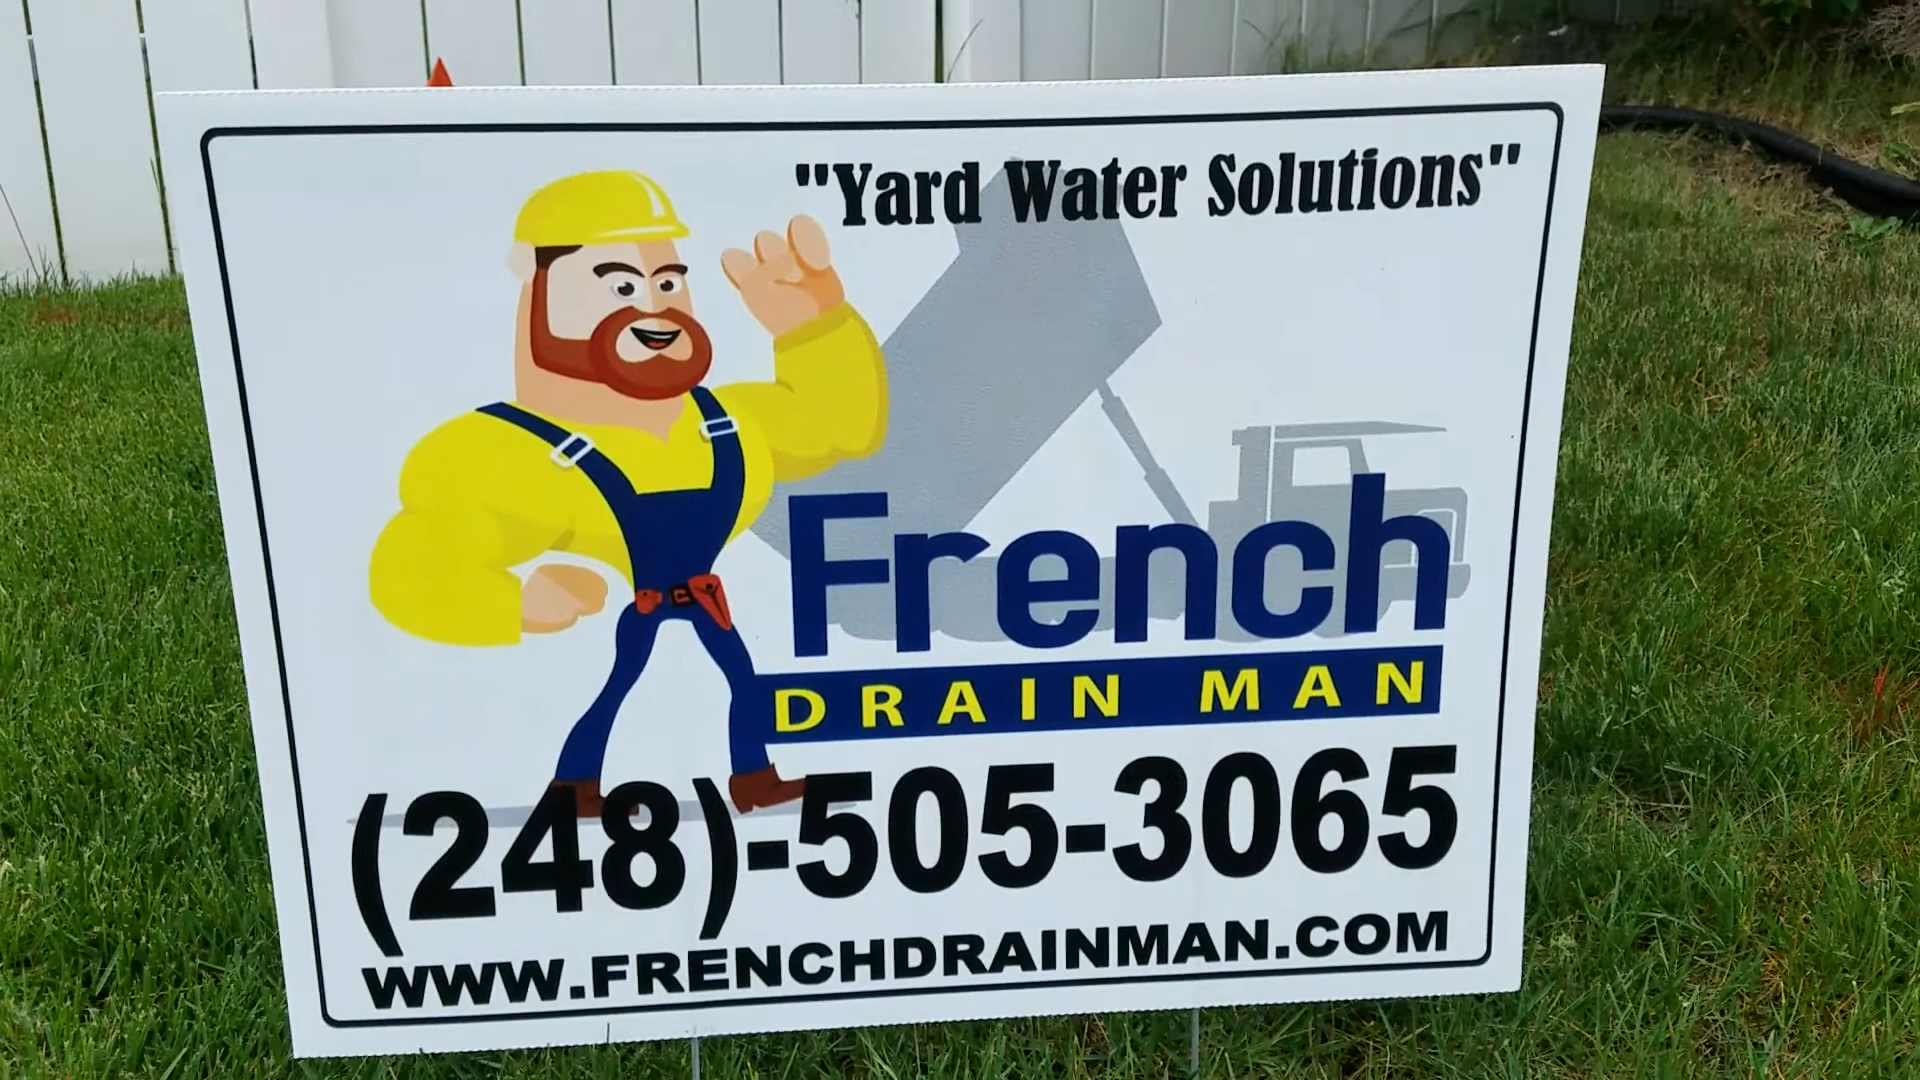 "Yard Water Solutions"
French
DRAIN MAN
(248)-505-3065
WWW.FRENCHDRAINMAN.COM